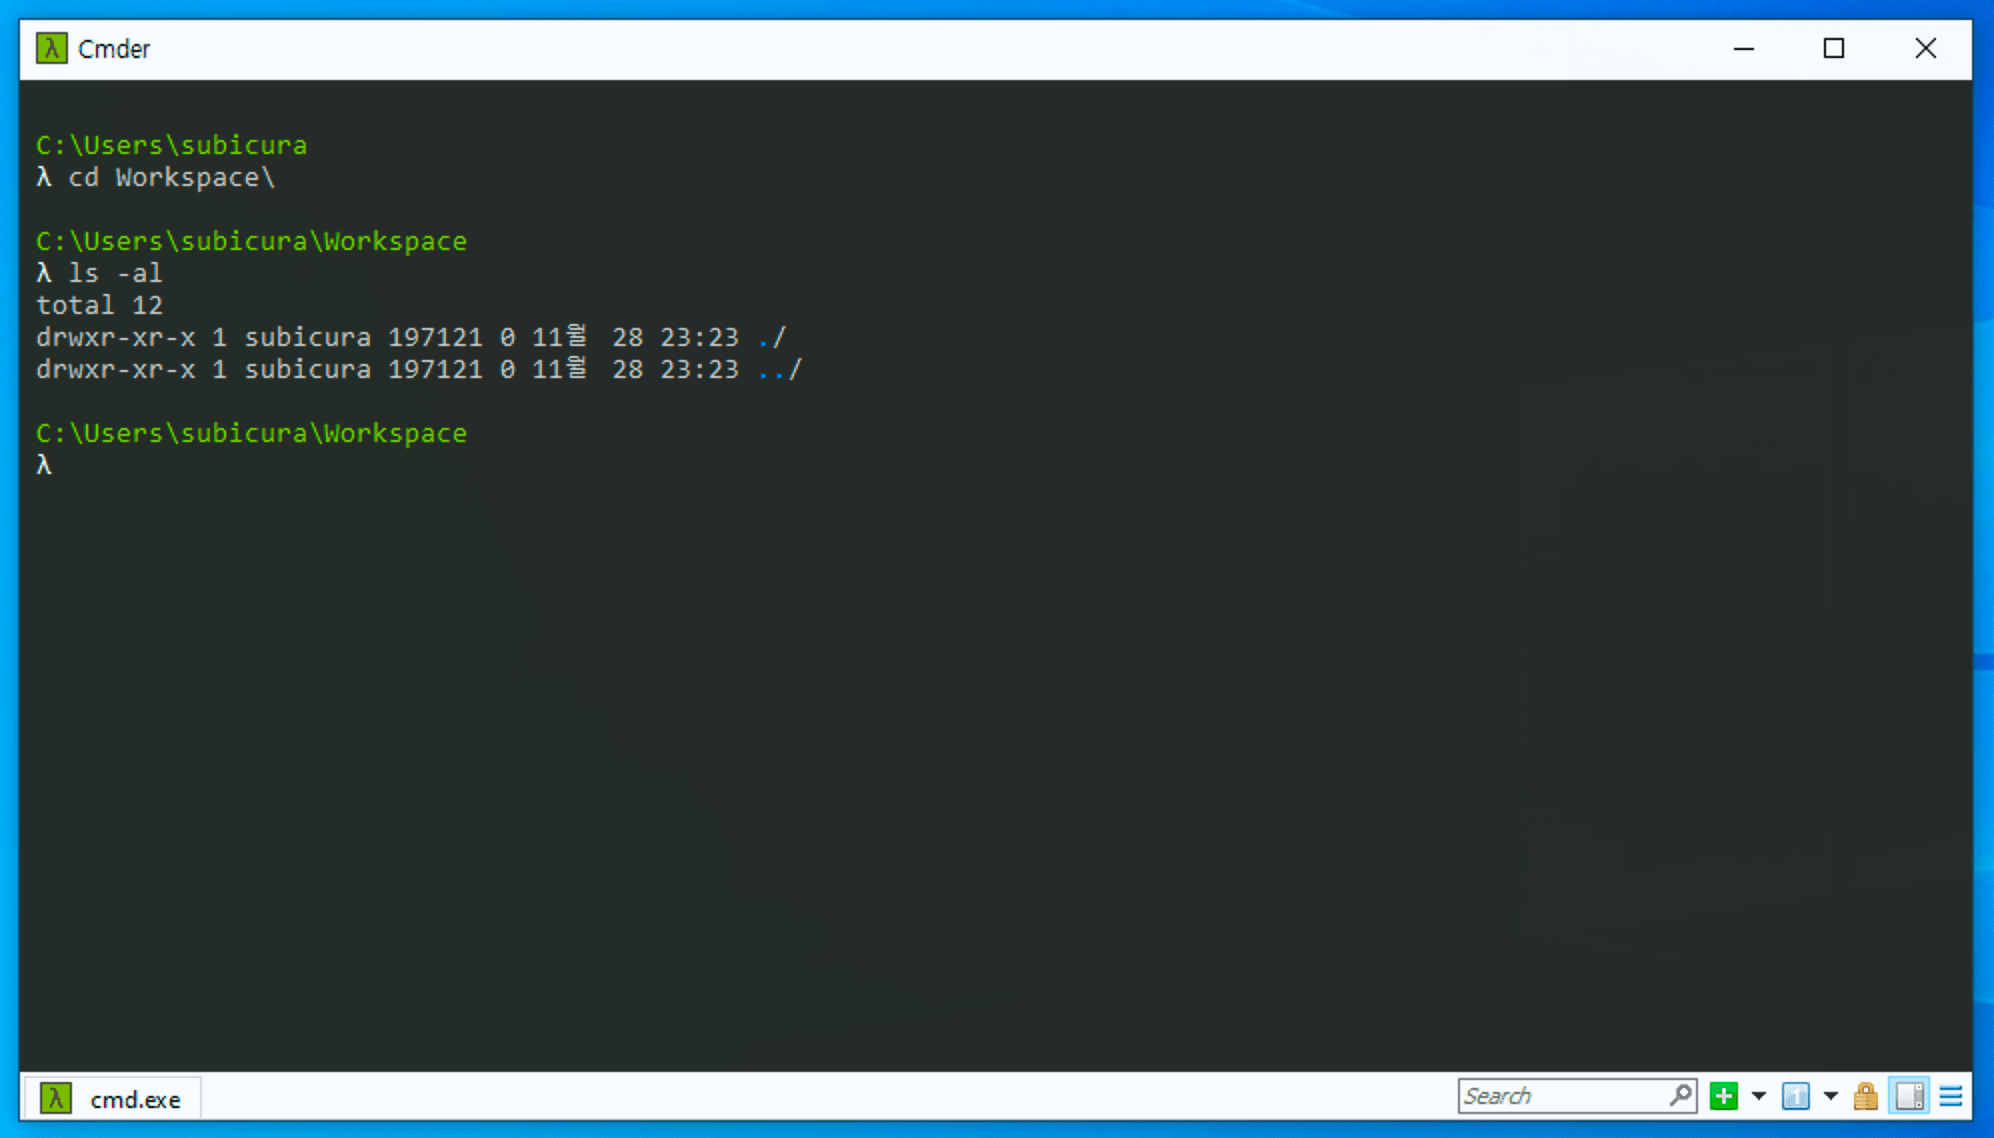 λ Cmder
C:\Users\subicura
λ cd Workspace\
C:\Users\subicura\Workspace
λ ls -al
total 12
drwxr-xr-x 1 subicura 197121 0 11월 28 23:23 ./
drwxr-xr-x 1 subicura 197121 0 11월 28 23:23 ../
C:\Users\subicura\Workspace
λ
λ cmd.exe
Search
1